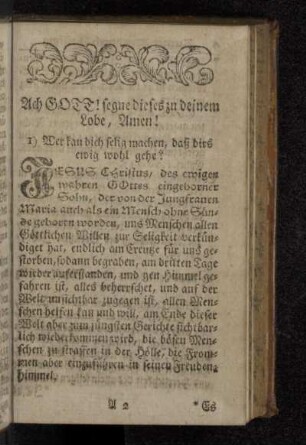 Ach GOTT! segne dieses zu deinem
Lobe, Amen!
1) Wer kan dich selig machen, daß dirs
ewig wohl gehe?
JESUS Christus, des ewigen
wahren GOttes eingeborner
Sohn, der von der Jungfrauen
Maria auch als ein Mensch ohne Sün-
de geboren worden, uns Menschen allen
Göttlichen Willen zur Seligkeit verkün-
diget hat, endlich am Creutze für uns ge-
storben, sodann begraben, am dritten Tage
wieder auferstanden, und gen Himmel ge-
fahren ist, alles beherrschet, und auf der
Welt unsichtbar zugegen ist, allen Men-
schen helfen kan und will, am Ende dieser
Welt aber zum jüngsten Gerichte sichtbar-
lich wiederkommen wird, die bösen Men-
schen zu strafen in der Hölle, die From-
men aber einzuführen in seinen Freuden-
himmel.
A 2 * Es